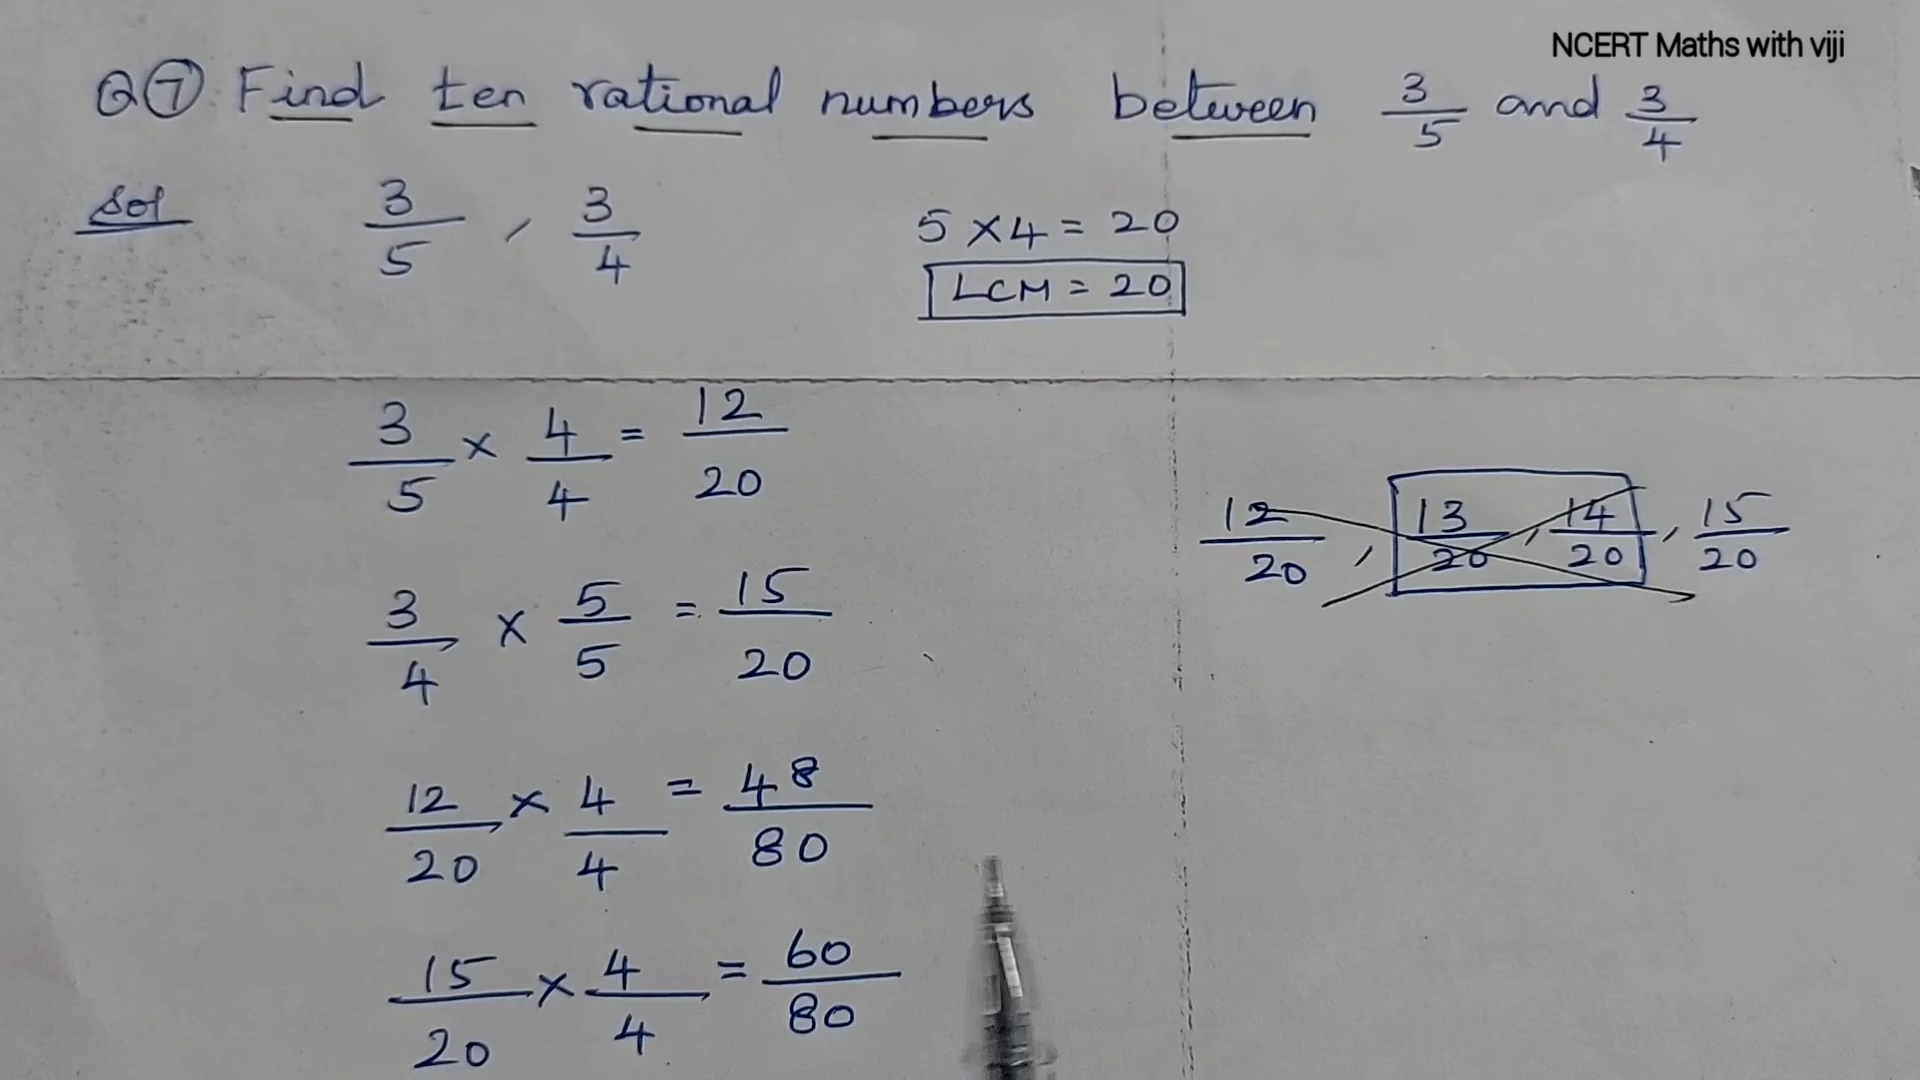 NCERT Maths with viji
Q⑦ Find ten rational numbers between 3/5 and 3/4
Sol 3/5 , 3/4 5 × 4 = 20
LCM = 20
3/5 × 4/4 = 12/20
12/20 , 13/20 , 14/20 , 15/20
3/4 × 5/5 = 15/20
12/20 × 4/4 = 48/80
15/20 × 4/4 = 60/80